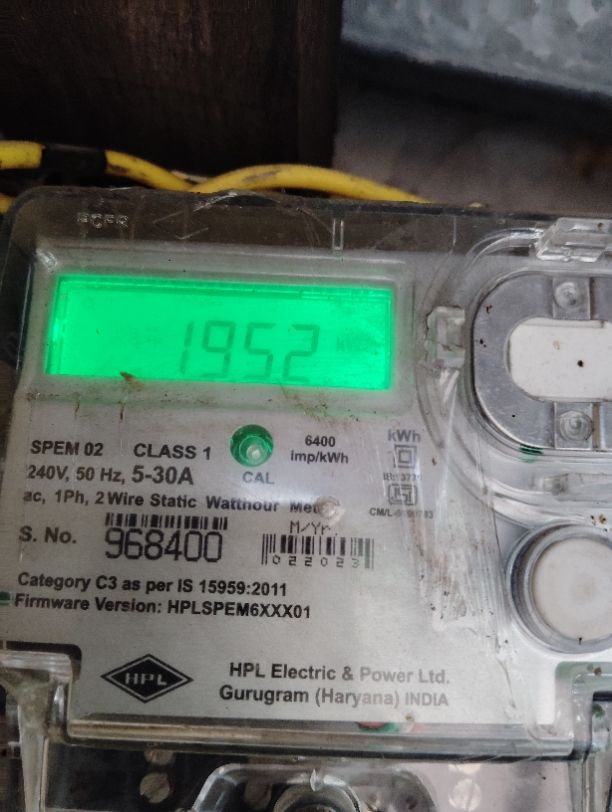 1952
kWh
SPEM 02 CLASS 1
6400
imp/kWh
kWh
240V, 50 Hz, 5-30A
CAL
ac, 1Ph, 2 Wire Static Watthour Meter
S. No.
968400
M/Yr.
022023
Category C3 as per IS 15959:2011
Firmware Version: HPLSPEM6XXX01
HPL
HPL Electric & Power Ltd.
Gurugram (Haryana) INDIA